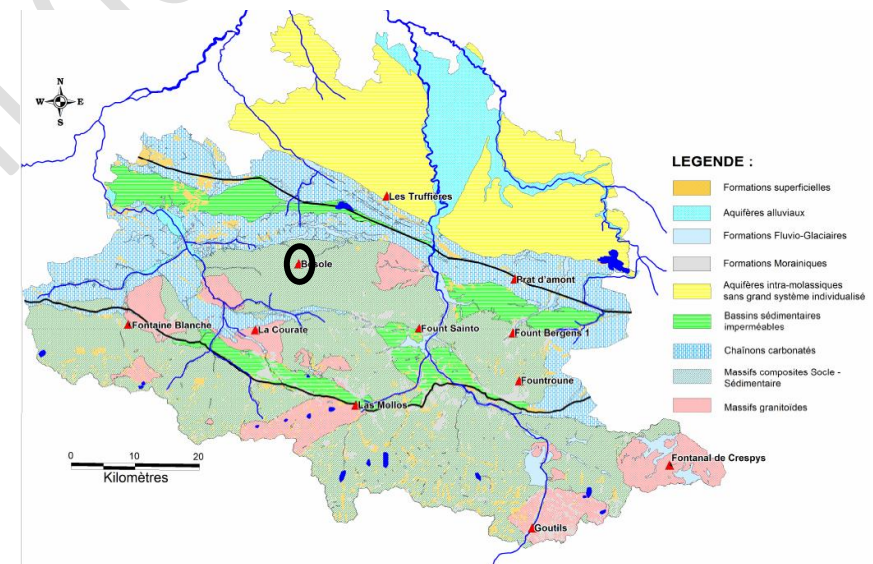 N
W E
S
Les Truffières
Bésole
Prat d'amont
Fontaine Blanche
La Courate
Fount Sainto
Fount Bergens 1
Fountroune
Las Mollos
Fontanal de Crespys
Goutils
0 10 20
Kilomètres
LEGENDE :
Formations superficielles
Aquifères alluviaux
Formations Fluvio-Glaciaires
Formations Morainiques
Aquifères intra-molassiques
sans grand système individualisé
Bassins sédimentaires
imperméables
Chaînons carbonatés
Massifs composites Socle -
Sédimentaire
Massifs granitoïdes